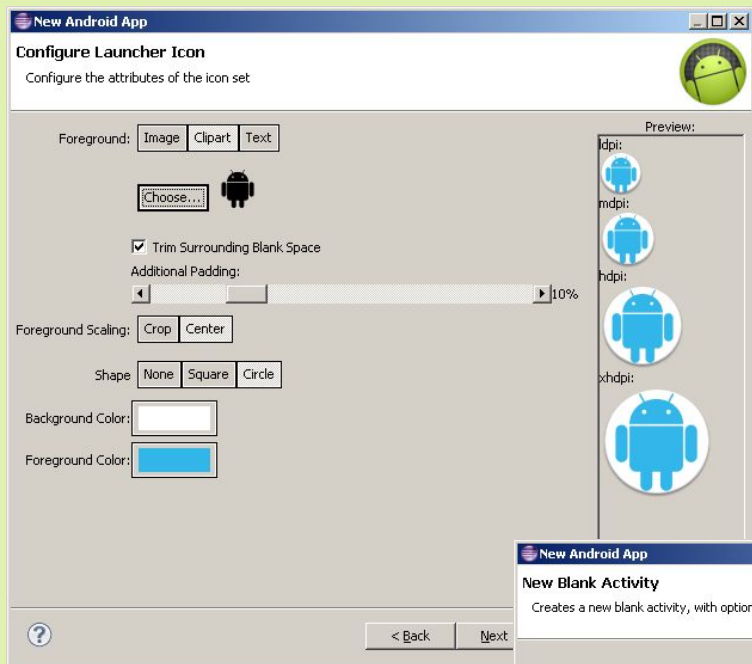 New Android App
Configure Launcher Icon
Configure the attributes of the icon set
Foreground: Image Clipart Text
Choose...
Trim Surrounding Blank Space
Additional Padding:
10%
Foreground Scaling: Crop Center
Shape None Square Circle
Background Color:
Foreground Color:
Preview:
ldpi:
mdpi:
hdpi:
xhdpi:
? < Back Next
New Android App
New Blank Activity
Creates a new blank activity, with option